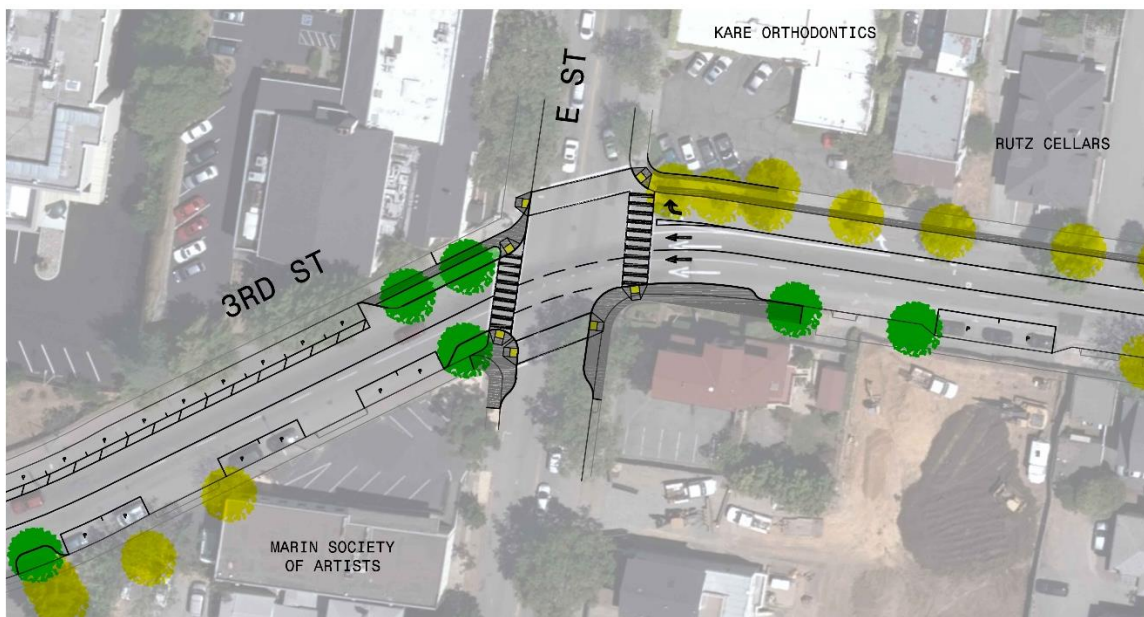 KARE ORTHODONTICS
E ST
RUTZ CELLARS
3RD ST
MARIN SOCIETY
OF ARTISTS